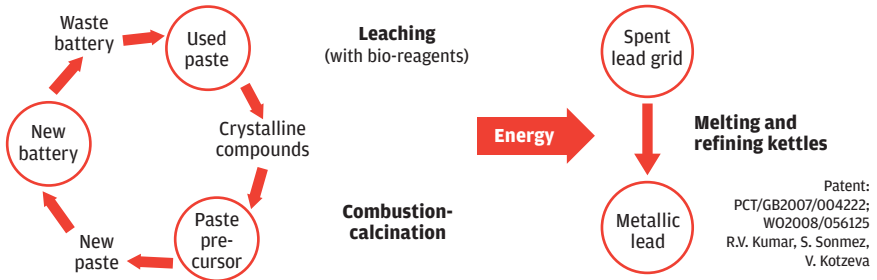 Waste
battery
Used
paste
Leaching
(with bio-reagents)
Spent
lead grid
New
battery
Crystalline
compounds
Energy
Melting and
refining kettles
Paste
pre-
cursor
New
paste
Combustion-
calcination
Metallic
lead
Patent:
PCT/GB2007/004222;
WO2008/056125
R.V. Kumar, S. Sonmez,
V. Kotzeva